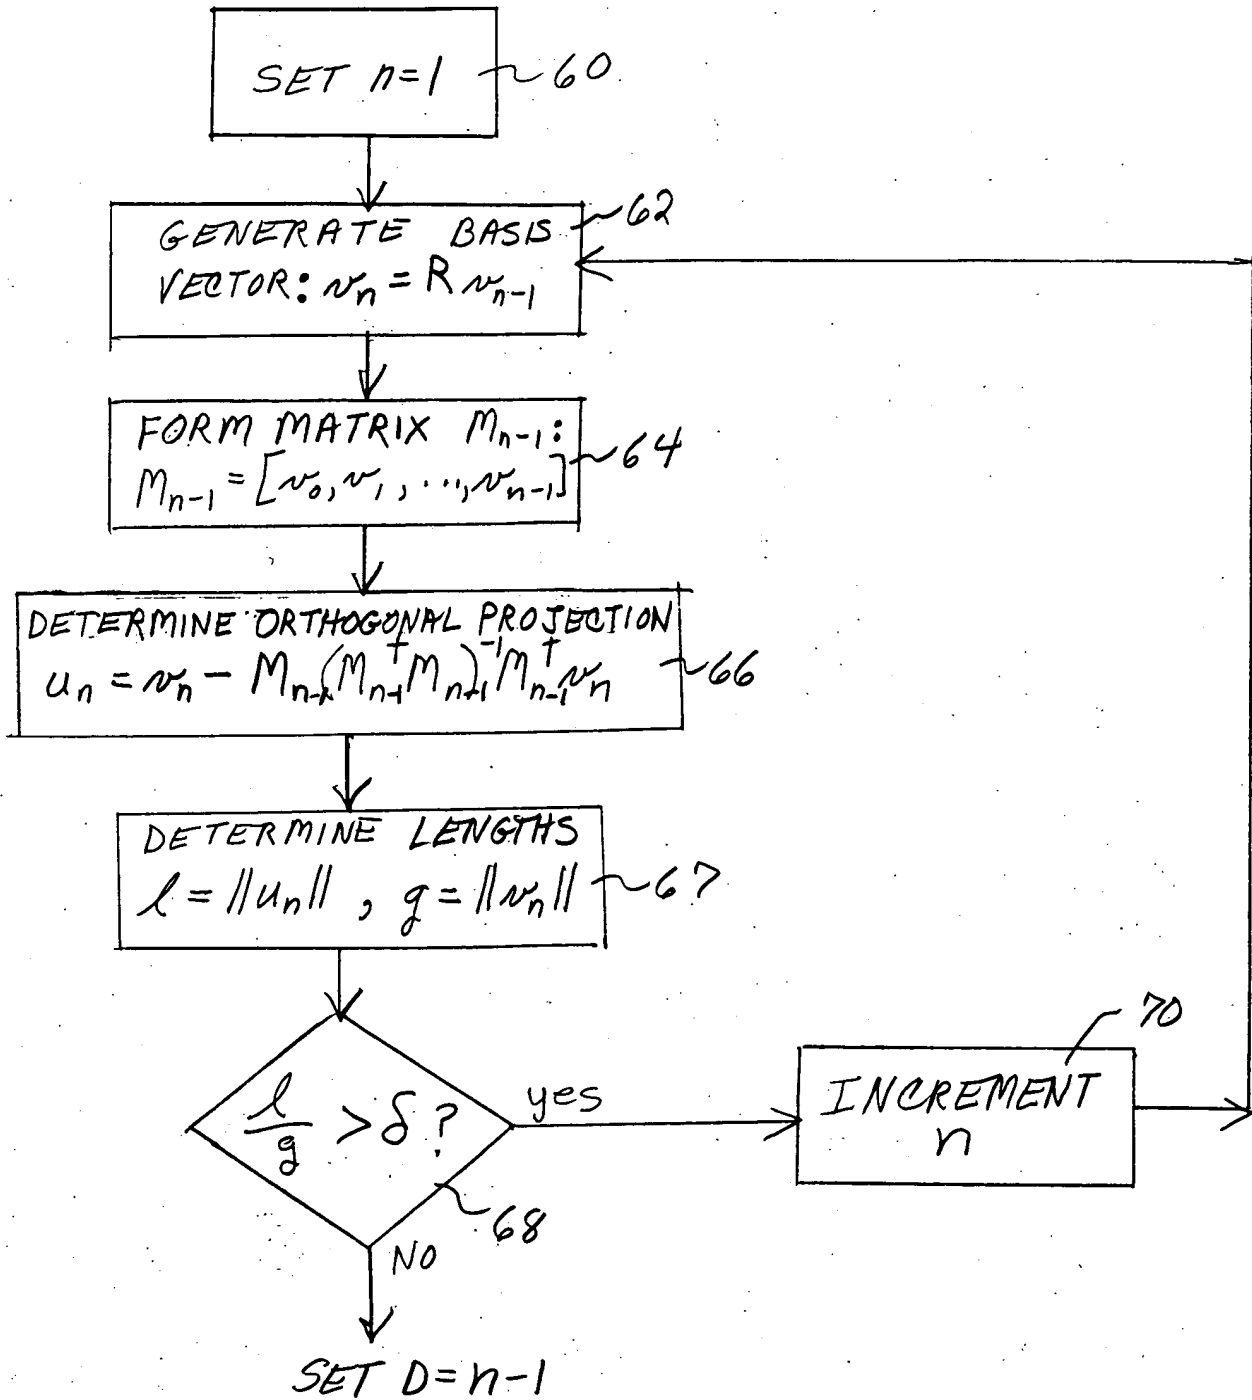 SET n=1
60
GENERATE BASIS
VECTOR: vₙ = R vₙ₋₁
62
FORM MATRIX Mₙ₋₁:
Mₙ₋₁ = [v₀, v₁, ..., vₙ₋₁]
64
DETERMINE ORTHOGONAL PROJECTION
uₙ = vₙ − Mₙ₋₁(Mₙ₋₁† Mₙ₋₁)⁻¹ Mₙ₋₁† vₙ
66
DETERMINE LENGTHS
l = ||uₙ||, g = ||vₙ||
67
l/g > δ?
68
yes
INCREMENT
n
70
NO
SET D=n-1